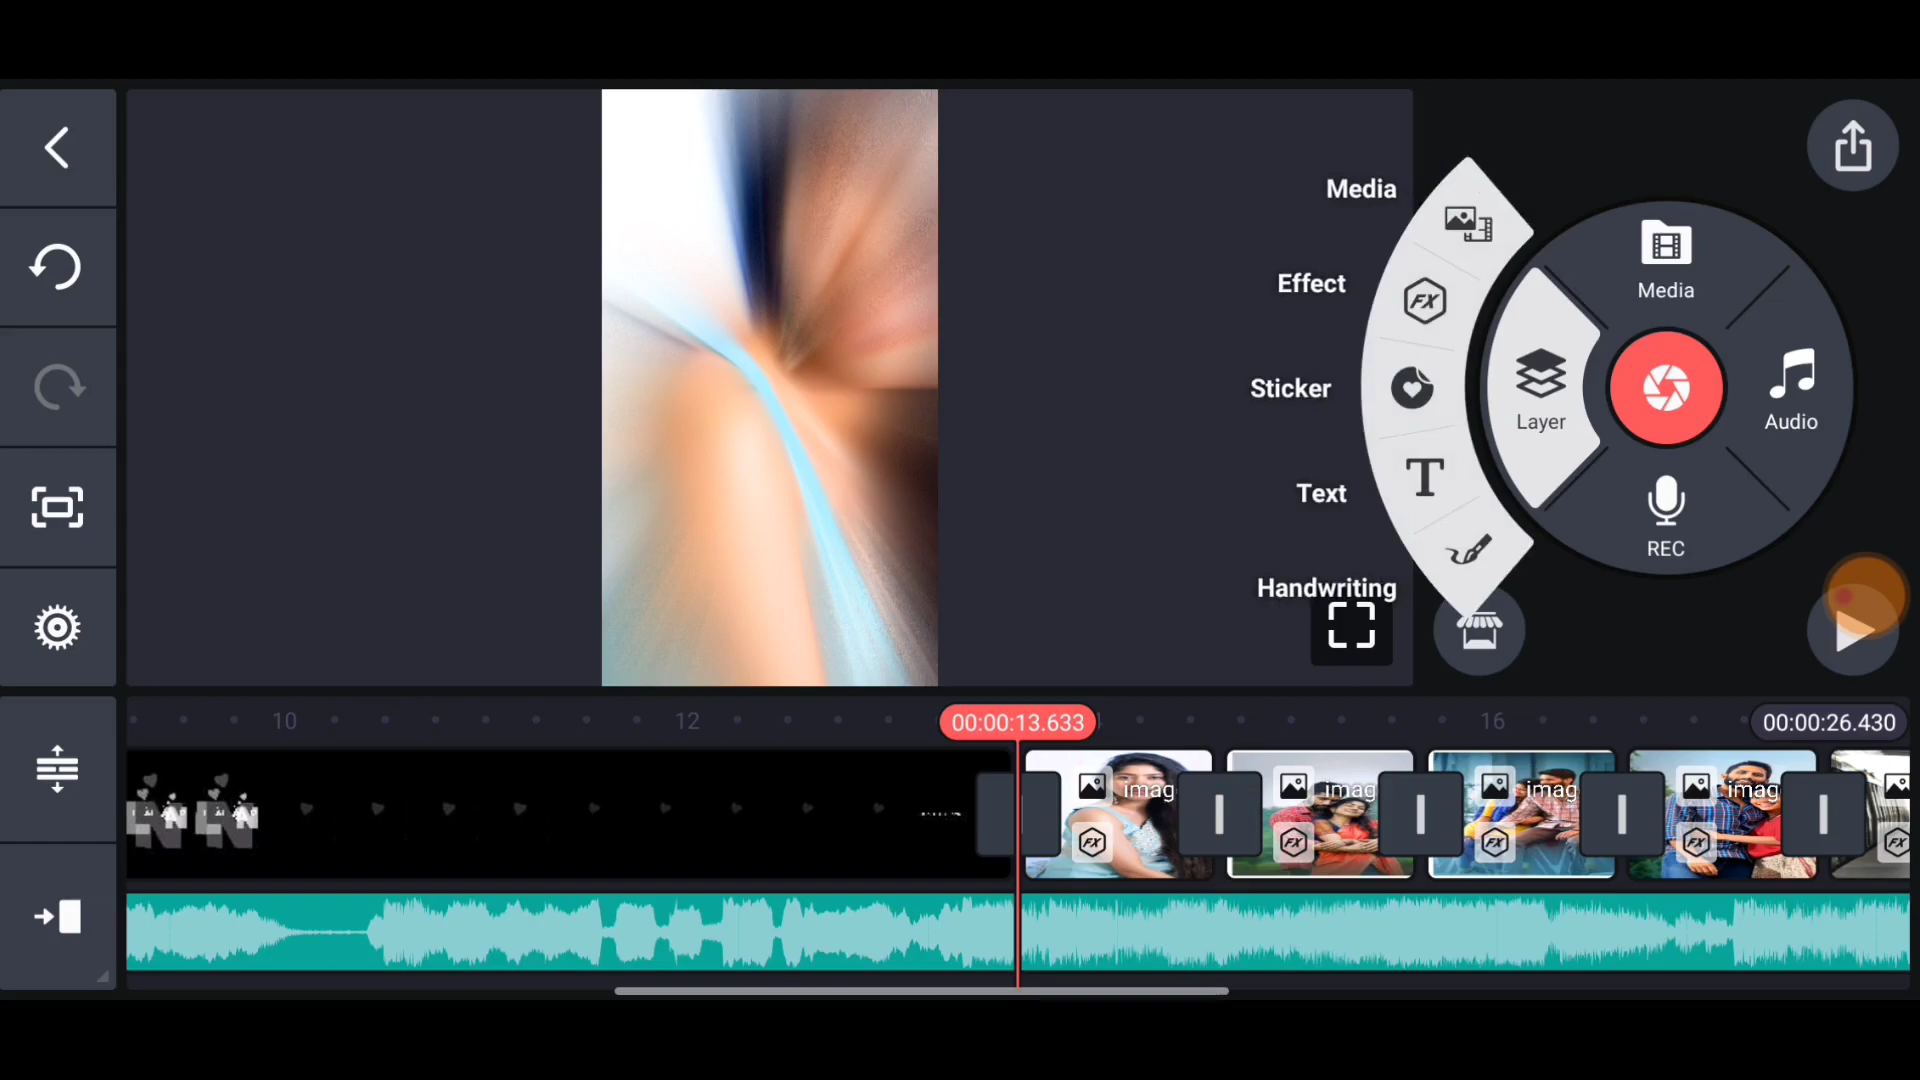 Media
Effect
Sticker
Text
Handwriting
Media
Layer
Audio
REC
10
12
00:00:13.633
16
00:00:26.430
imag
imag
imag
imag